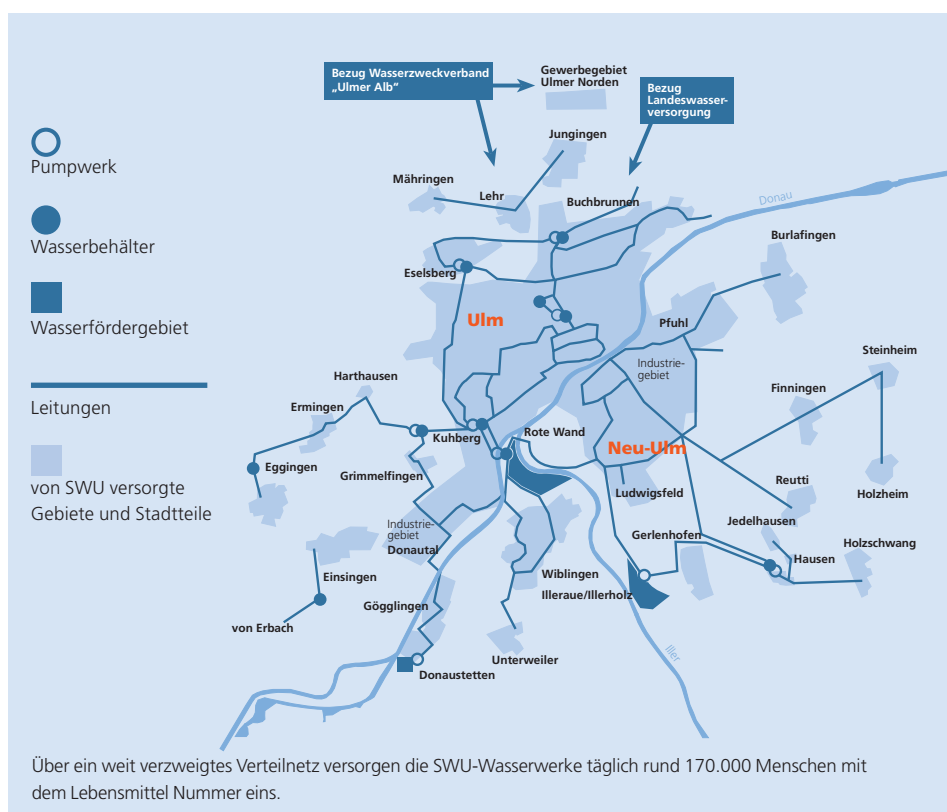 Bezug Wasserzweckverband
„Ulmer Alb“
Gewerbegebiet
Ulmer Norden
Bezug
Landeswasser-
versorgung
Pumpwerk
Wasserbehälter
Wasserfördergebiet
Leitungen
von SWU versorgte
Gebiete und Stadtteile
Jungingen
Mähringen
Lehr
Buchbrunnen
Donau
Burlafingen
Eselsberg
Ulm
Pfuhl
Industrie-
gebiet
Steinheim
Harthausen
Finningen
Ermingen
Kuhberg
Rote Wand
Neu-Ulm
Eggingen
Grimmelfingen
Ludwigsfeld
Reutti
Holzheim
Industrie-
gebiet
Donautal
Gerlenhofen
Jedelhausen
Hausen
Holzschwang
Einsingen
Wiblingen
Illeraue/Illerholz
Gögglingen
von Erbach
Unterweiler
Iller
Donaustetten
Über ein weit verzweigtes Verteilnetz versorgen die SWU-Wasserwerke täglich rund 170.000 Menschen mit
dem Lebensmittel Nummer eins.